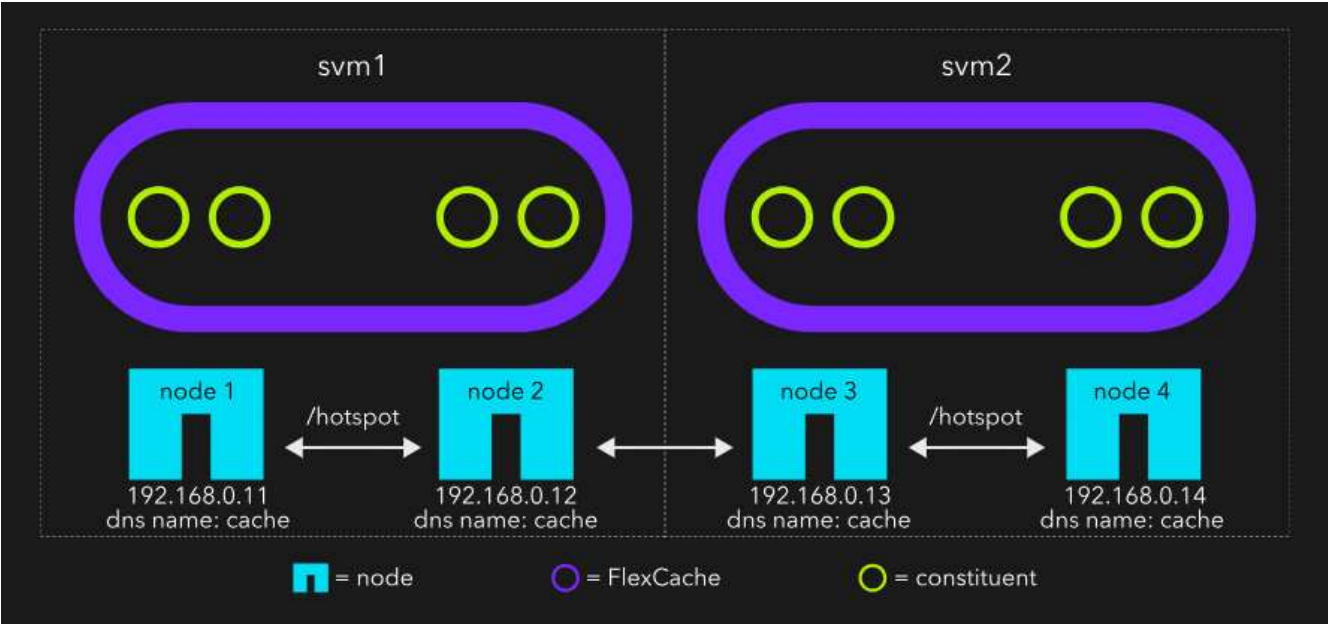 svm1
svm2
node 1
/hotspot
node 2
node 3
/hotspot
node 4
192.168.0.11
dns name: cache
192.168.0.12
dns name: cache
192.168.0.13
dns name: cache
192.168.0.14
dns name: cache
= node
= FlexCache
= constituent